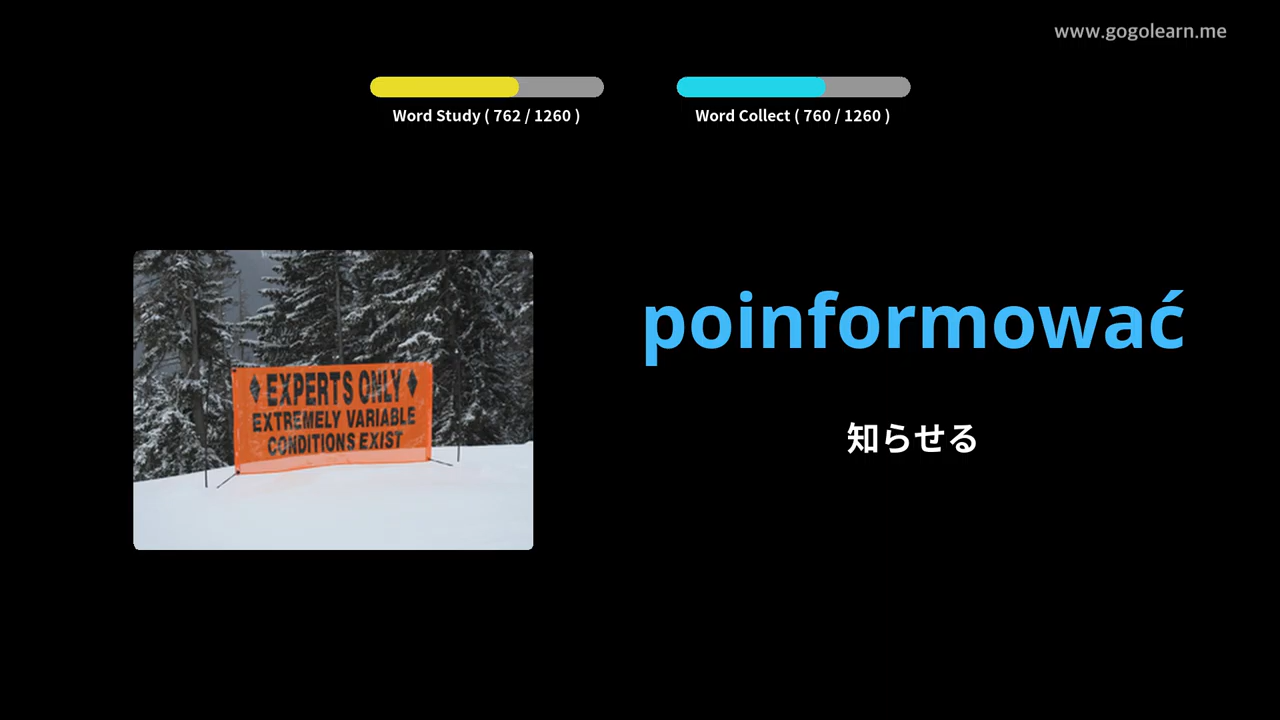 www.gogolearn.me
Word Study ( 762 / 1260 )
Word Collect ( 760 / 1260 )
EXPERTS ONLY
EXTREMELY VARIABLE
CONDITIONS EXIST
poinformować
知らせる